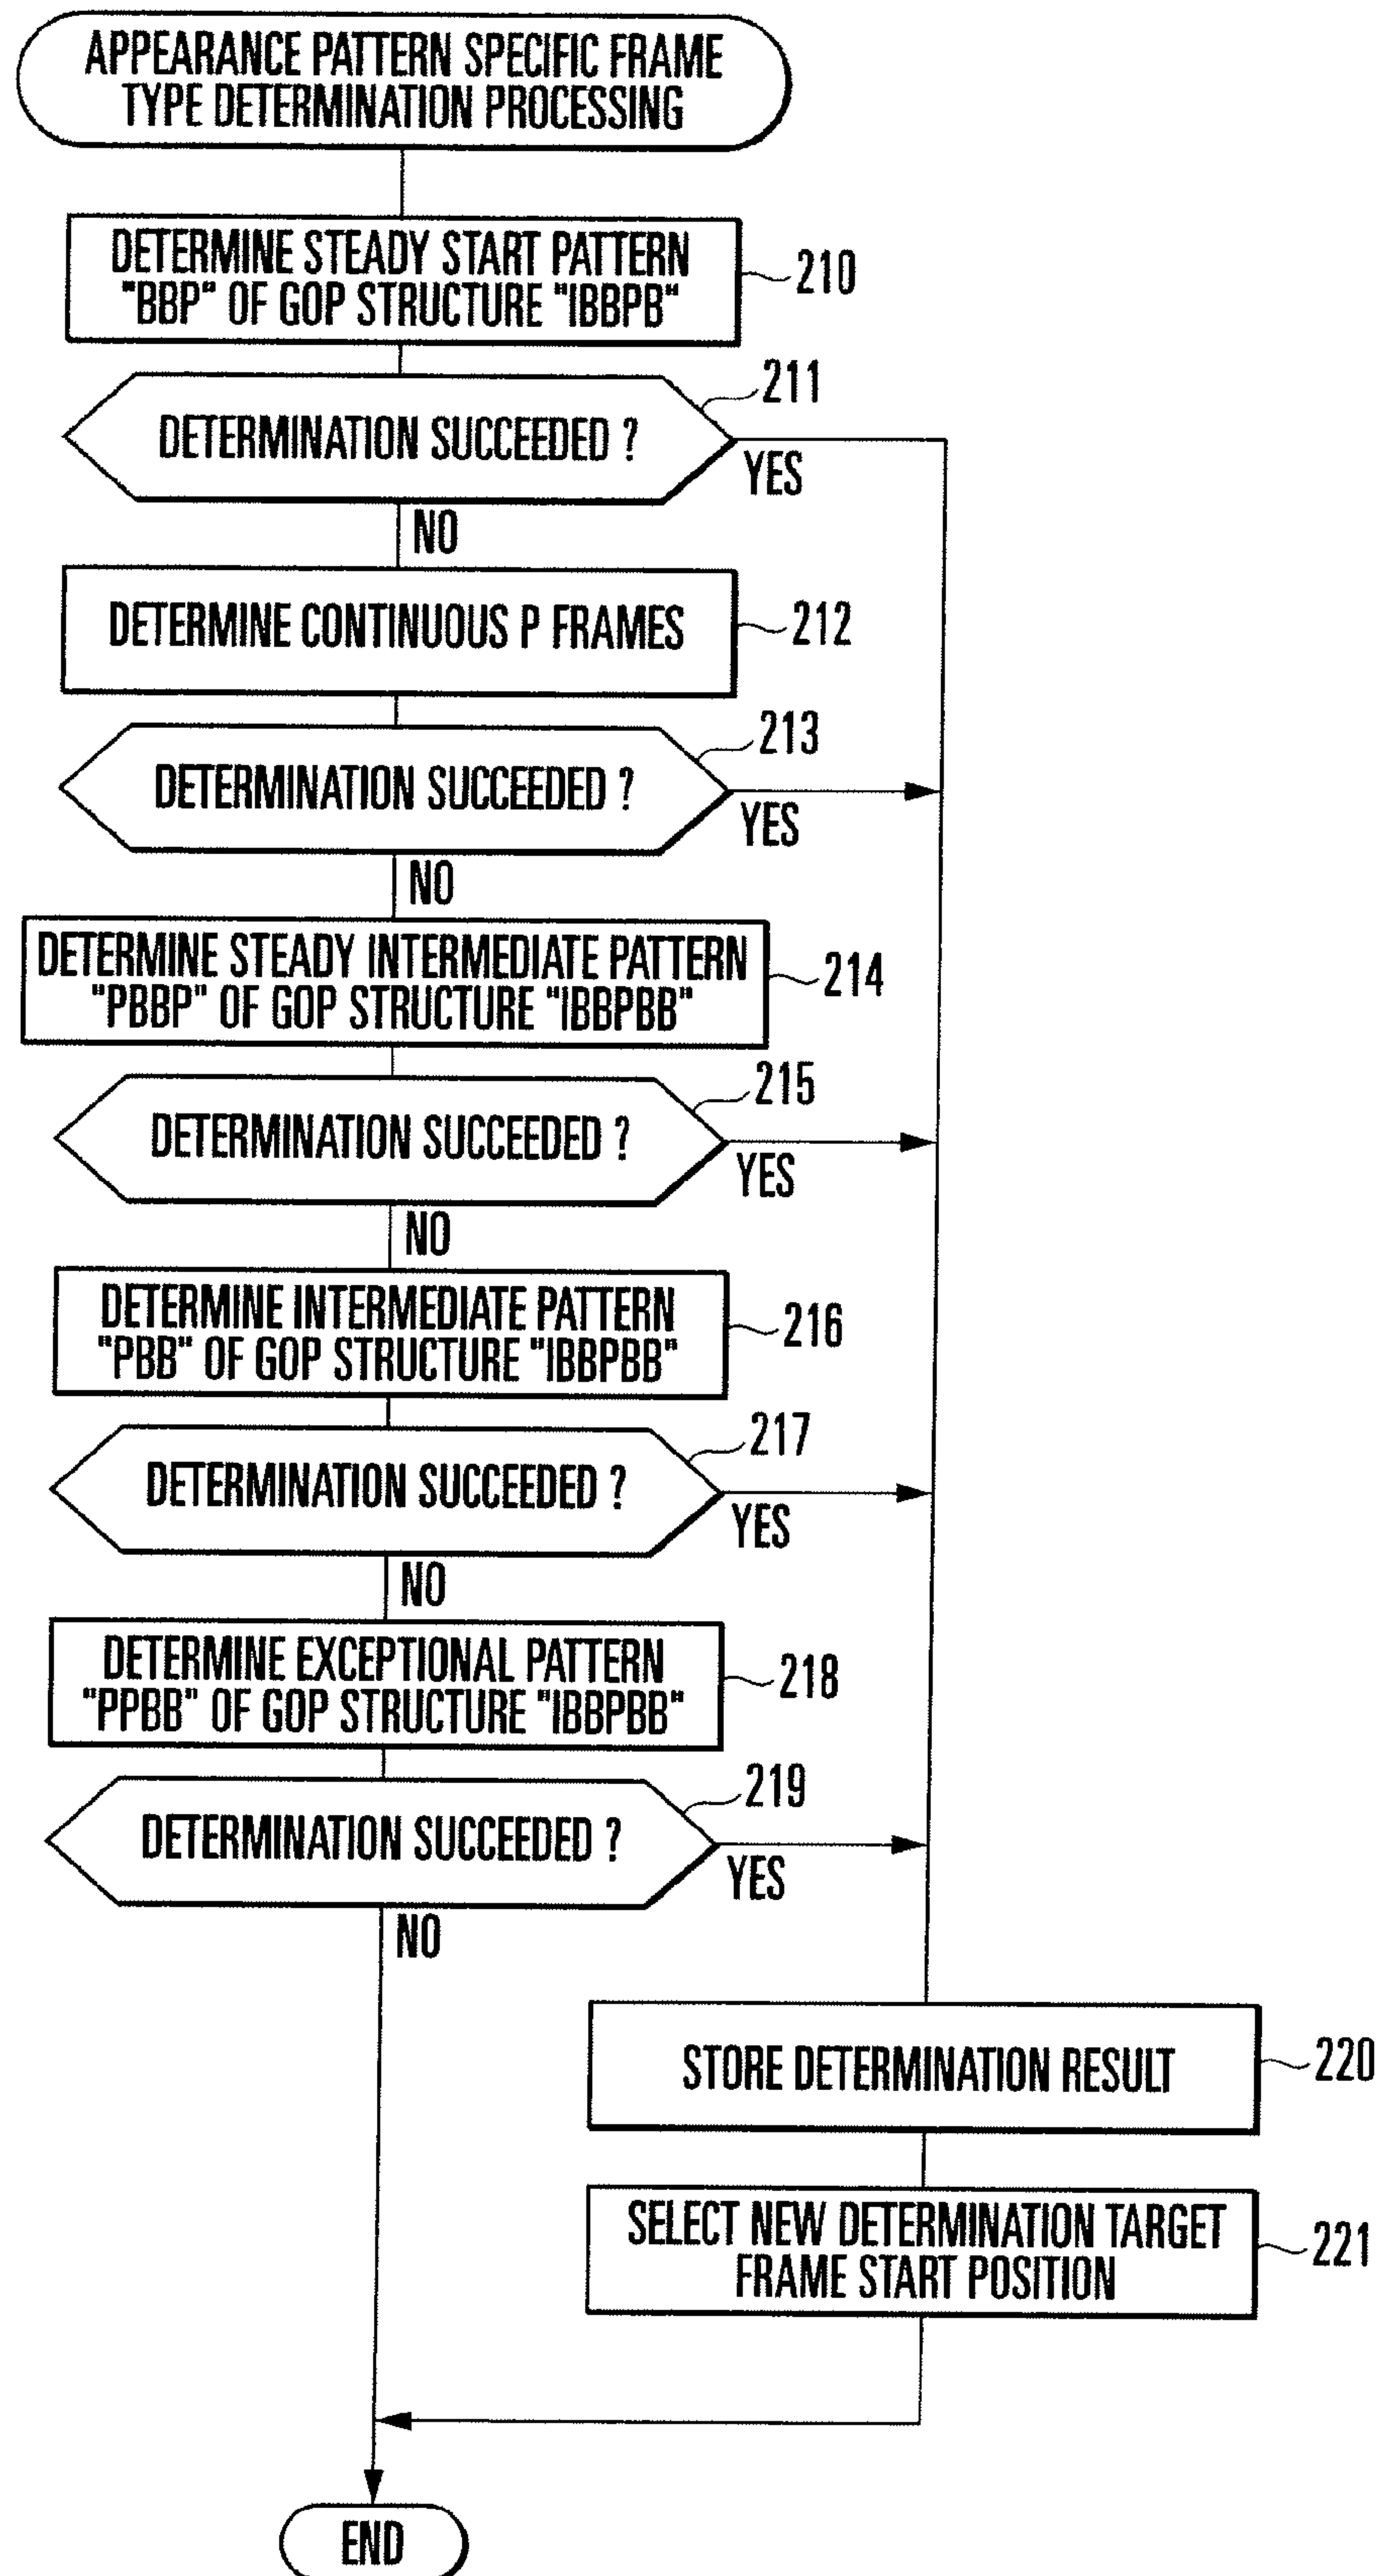 APPEARANCE PATTERN SPECIFIC FRAME
TYPE DETERMINATION PROCESSING
DETERMINE STEADY START PATTERN
"BBP" OF GOP STRUCTURE "IBBPB"
210
211
DETERMINATION SUCCEEDED ?
YES
NO
DETERMINE CONTINUOUS P FRAMES
212
213
DETERMINATION SUCCEEDED ?
YES
NO
DETERMINE STEADY INTERMEDIATE PATTERN
"PBBP" OF GOP STRUCTURE "IBBPBB"
214
215
DETERMINATION SUCCEEDED ?
YES
NO
DETERMINE INTERMEDIATE PATTERN
"PBB" OF GOP STRUCTURE "IBBPBB"
216
217
DETERMINATION SUCCEEDED ?
YES
NO
DETERMINE EXCEPTIONAL PATTERN
"PPBB" OF GOP STRUCTURE "IBBPBB"
218
219
DETERMINATION SUCCEEDED ?
YES
NO
STORE DETERMINATION RESULT
220
SELECT NEW DETERMINATION TARGET
FRAME START POSITION
221
END